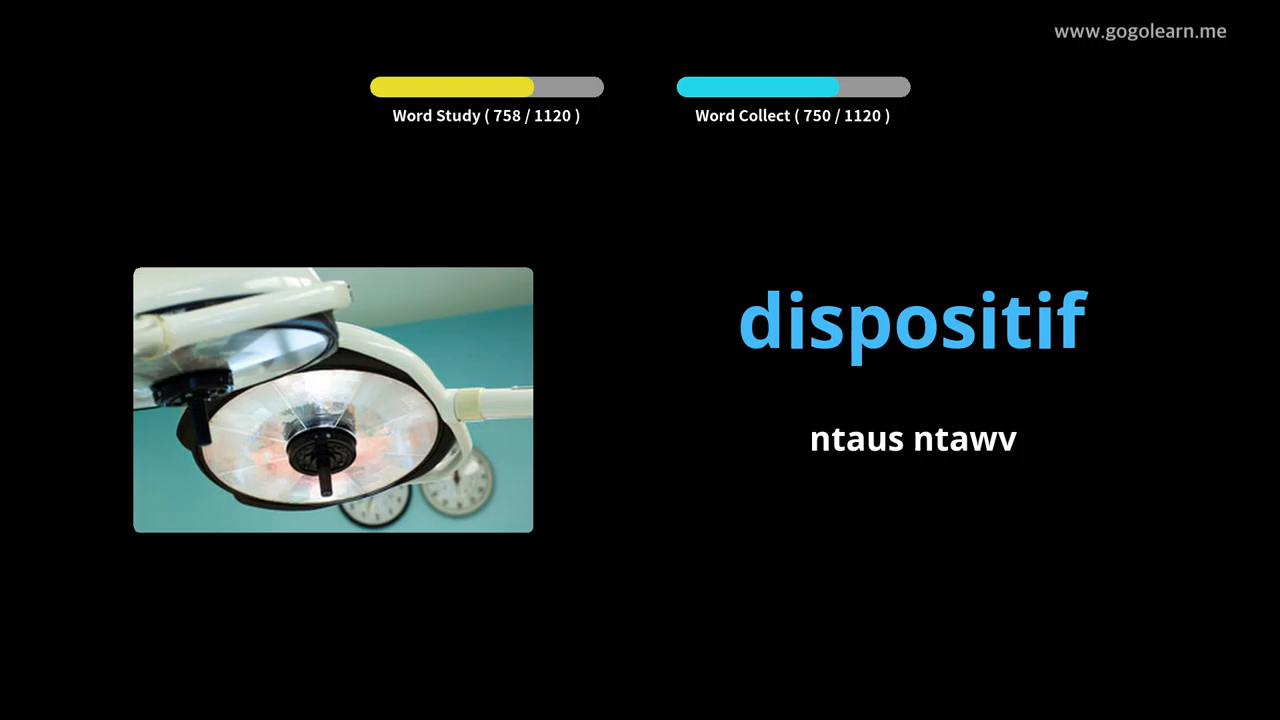 www.gogolearn.me
Word Study ( 758 / 1120 )
Word Collect ( 750 / 1120 )
dispositif
ntaus ntawv